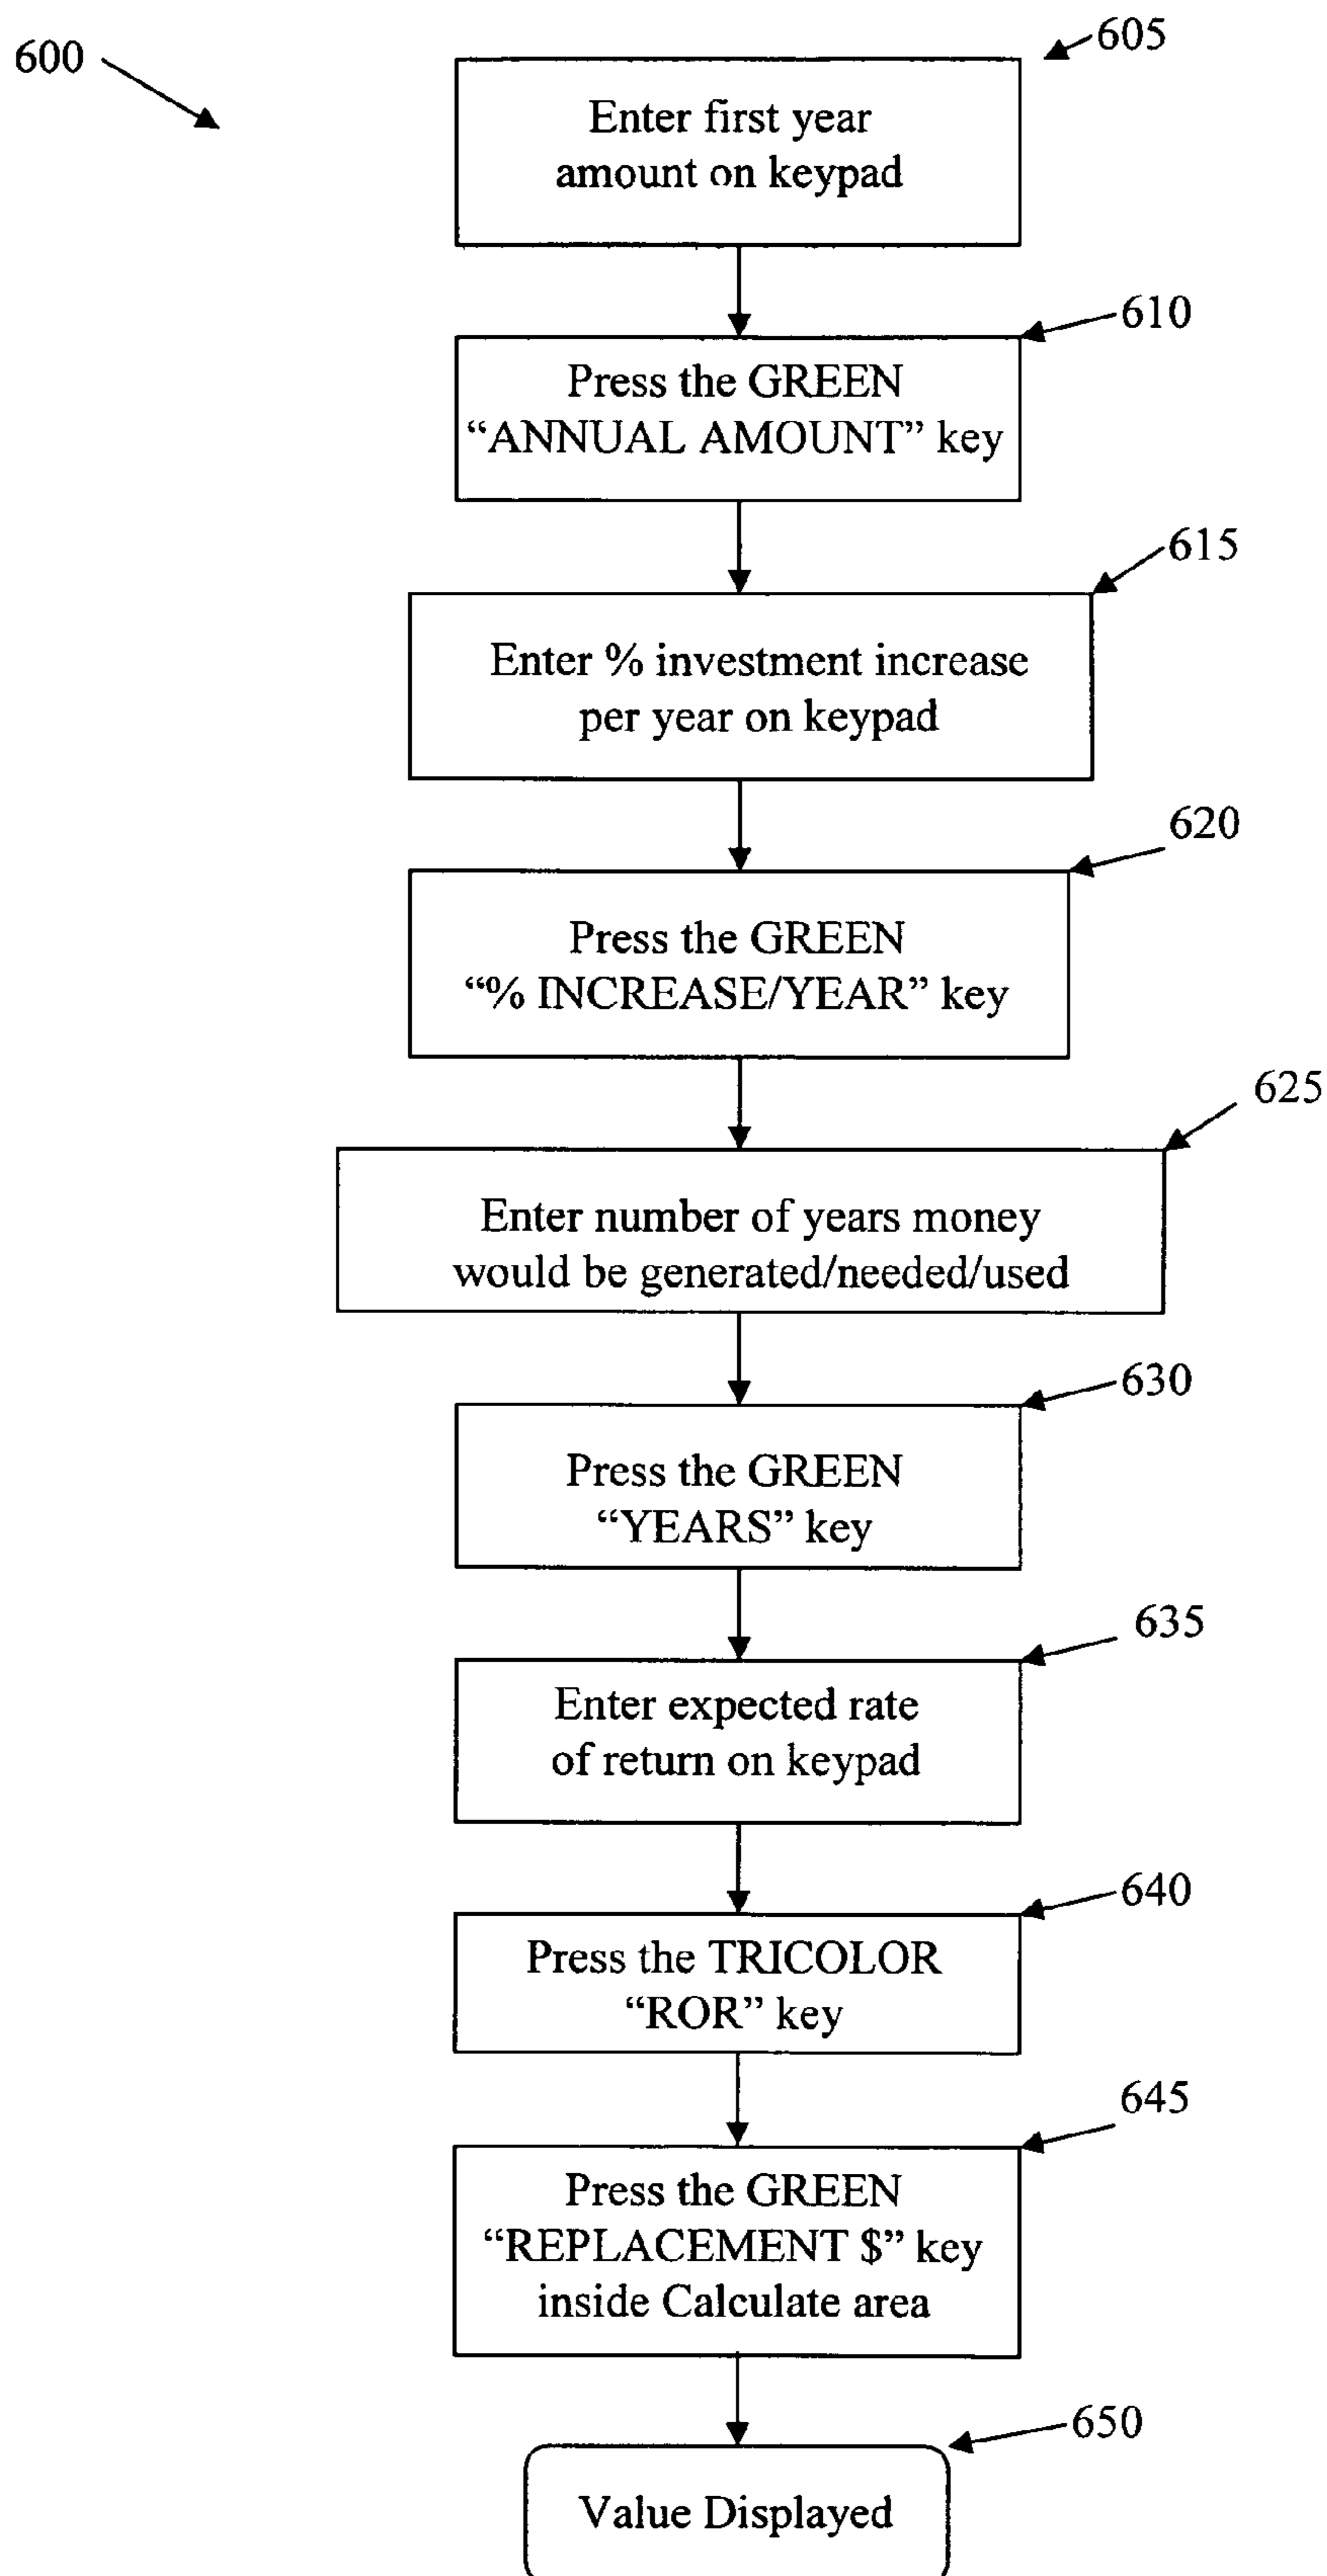 600
605
Enter first year
amount on keypad
610
Press the GREEN
“ANNUAL AMOUNT” key
615
Enter % investment increase
per year on keypad
620
Press the GREEN
“% INCREASE/YEAR” key
625
Enter number of years money
would be generated/needed/used
630
Press the GREEN
“YEARS” key
635
Enter expected rate
of return on keypad
640
Press the TRICOLOR
“ROR” key
645
Press the GREEN
“REPLACEMENT $” key
inside Calculate area
650
Value Displayed